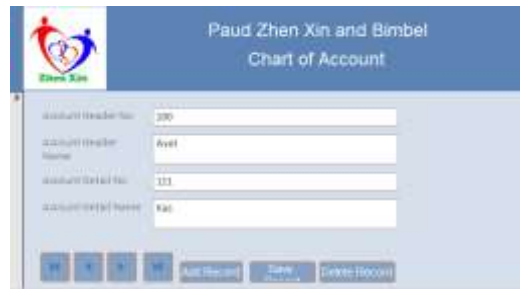 Paud Zhen Xin and Bimbel
Chart of Account
Zhen Xin
Account Header No
100
Account Header
Name
Aset
Account Detail No
111
Account Detail Name
Kas
Add Record
Save
Delete Record